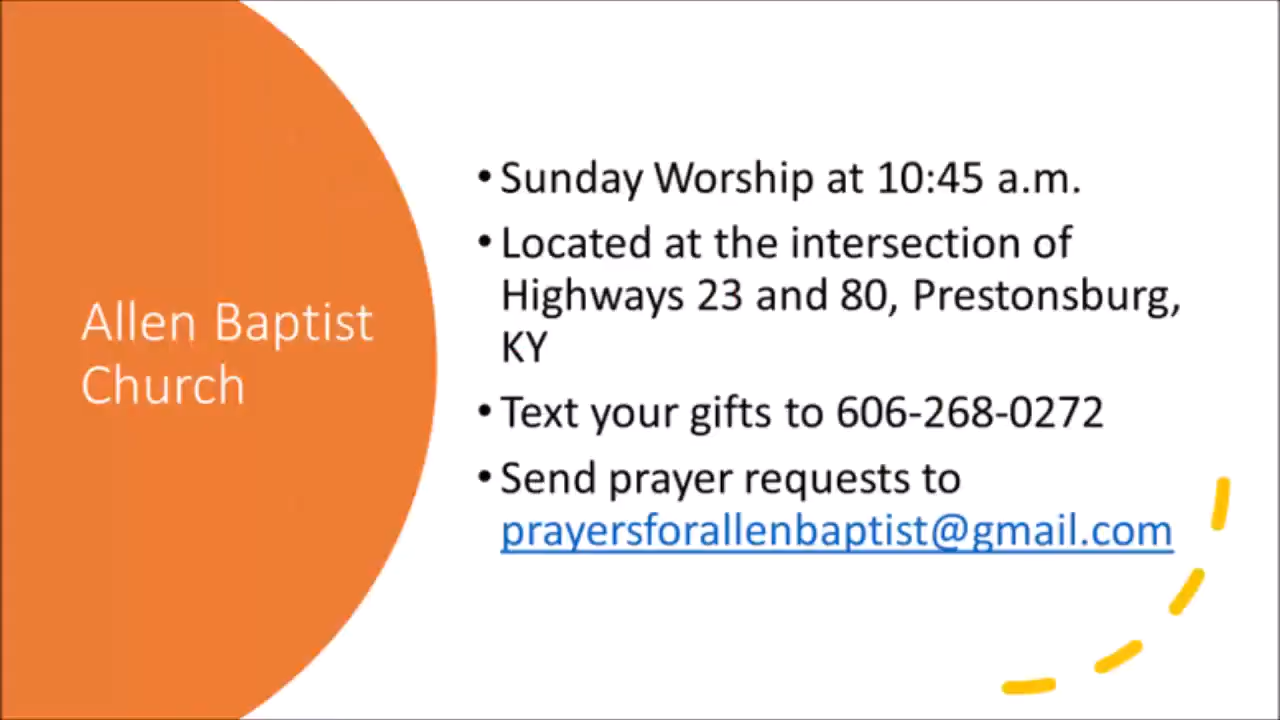 Allen Baptist
Church
• Sunday Worship at 10:45 a.m.
• Located at the intersection of
Highways 23 and 80, Prestonsburg,
KY
• Text your gifts to 606-268-0272
• Send prayer requests to
prayersforallenbaptist@gmail.com